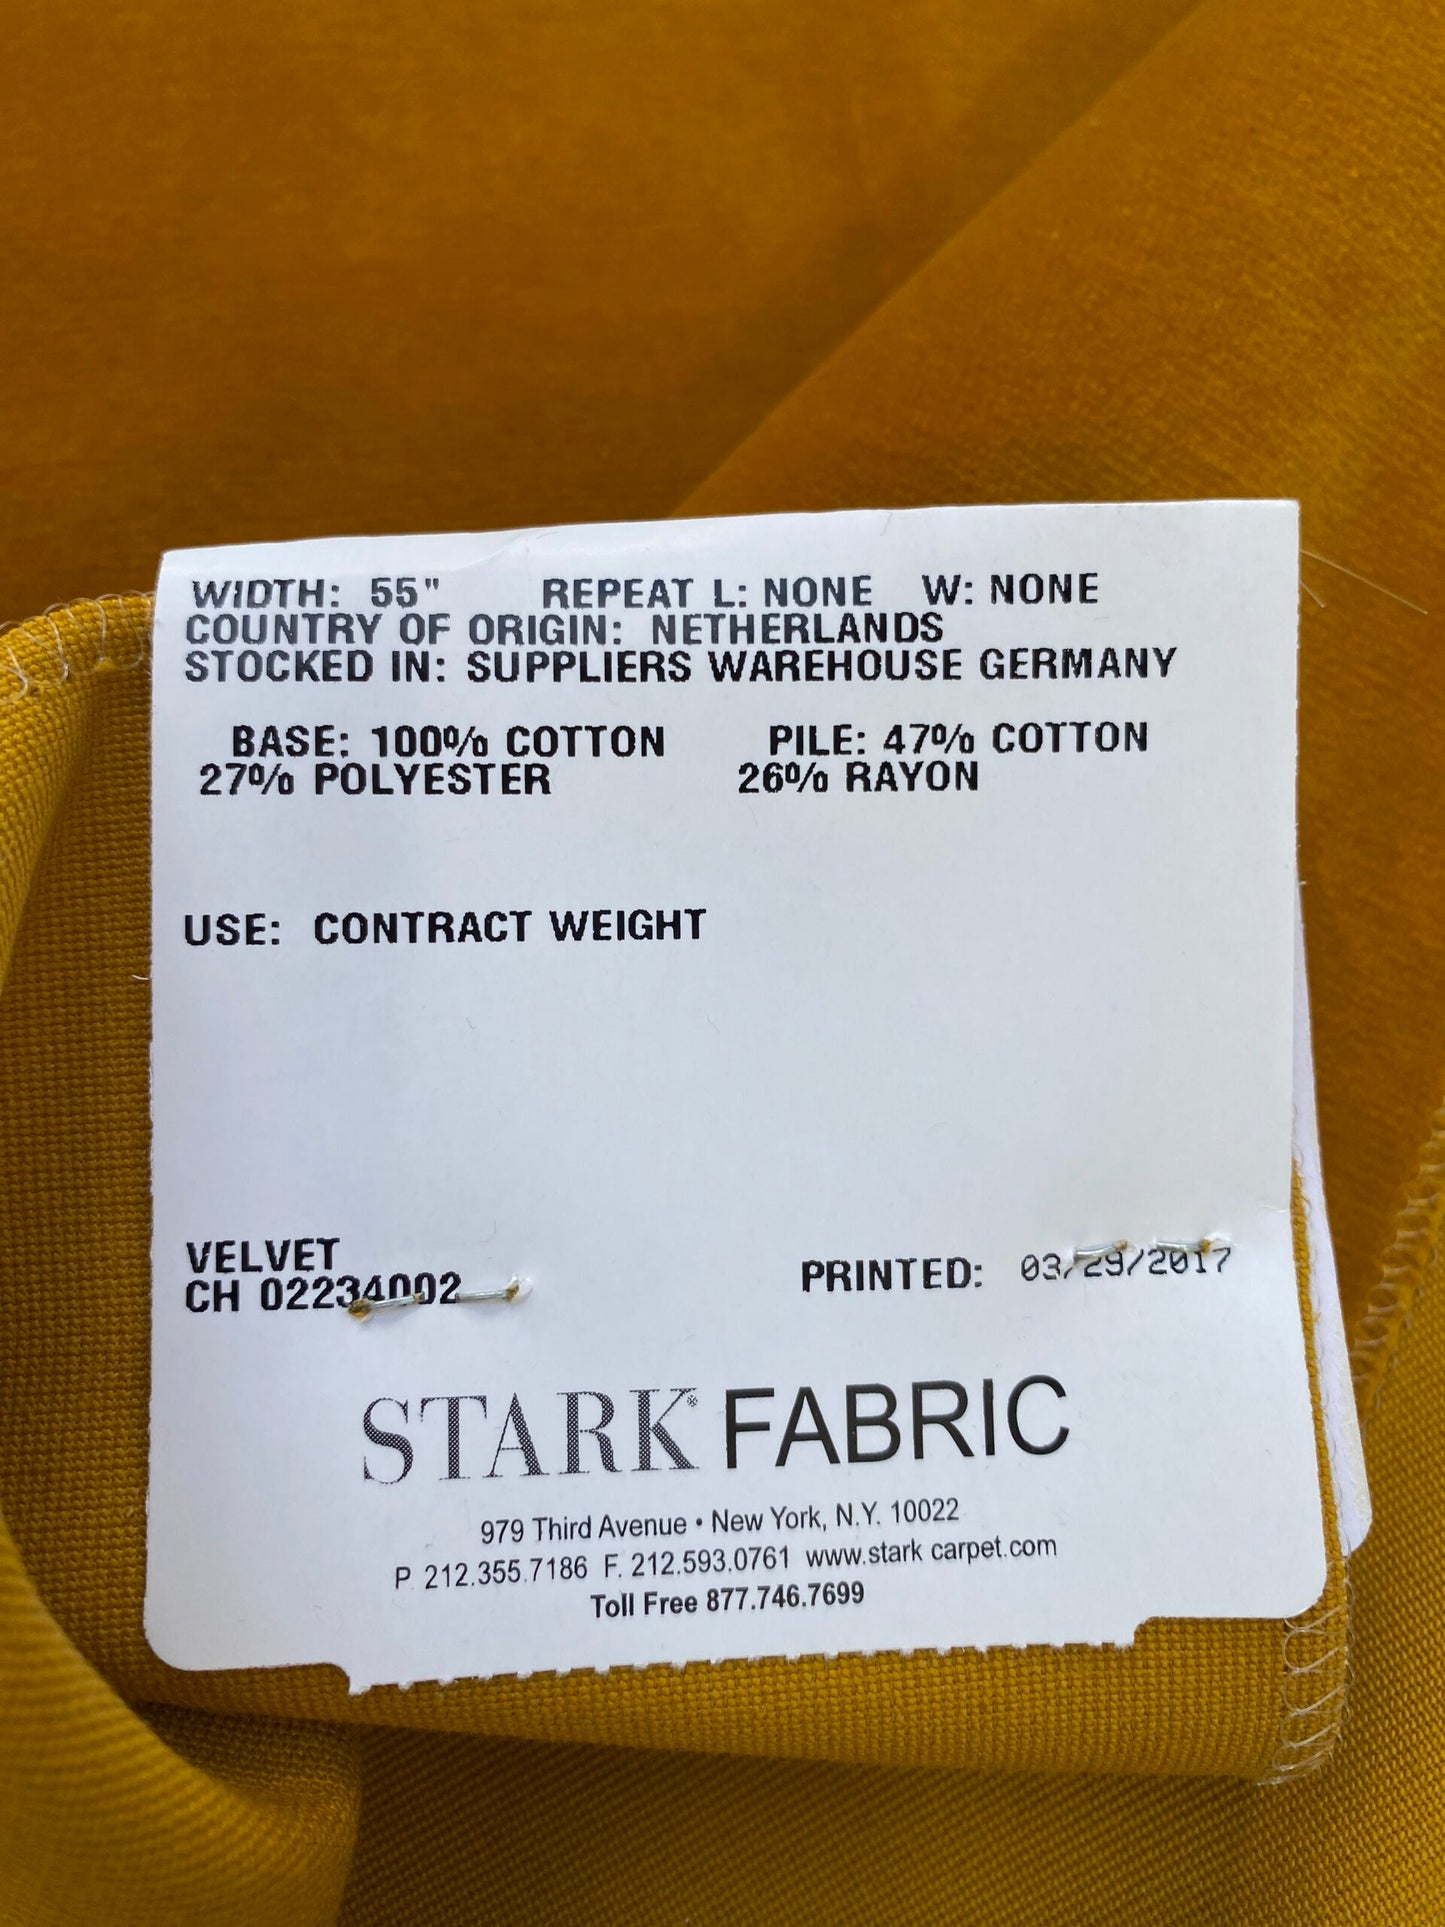 WIDTH: 55" REPEAT L: NONE W: NONE
COUNTRY OF ORIGIN: NETHERLANDS
STOCKED IN: SUPPLIERS WAREHOUSE GERMANY
BASE: 100% COTTON PILE: 47% COTTON
27% POLYESTER 26% RAYON
USE: CONTRACT WEIGHT
VELVET
CH 02234002 PRINTED: 03/29/2017
STARK® FABRIC
979 Third Avenue • New York, N.Y. 10022
P. 212.355.7186 F. 212.593.0761 www.stark carpet.com
Toll Free 877.746.7699